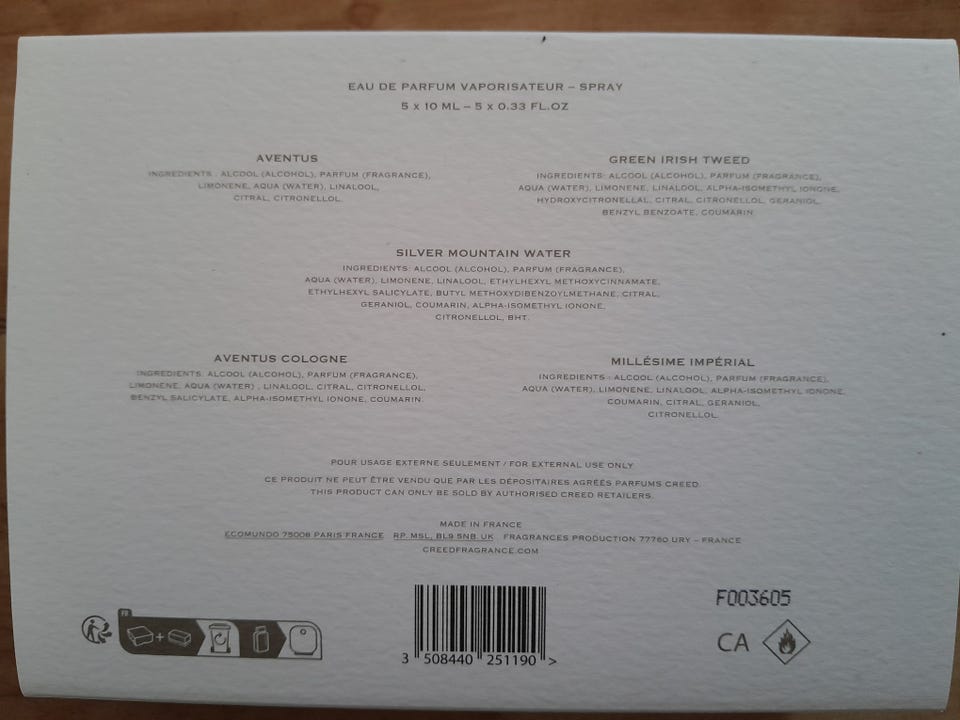 EAU DE PARFUM VAPORISATEUR – SPRAY
5 x 10 ML – 5 x 0.33 FL.OZ
AVENTUS
INGREDIENTS : ALCOOL (ALCOHOL), PARFUM (FRAGRANCE),
LIMONENE, AQUA (WATER), LINALOOL,
CITRAL, CITRONELLOL.
GREEN IRISH TWEED
INGREDIENTS: ALCOOL (ALCOHOL), PARFUM (FRAGRANCE),
AQUA (WATER), LIMONENE, LINALOOL, ALPHA-ISOMETHYL IONONE,
HYDROXYCITRONELLAL, CITRAL, CITRONELLOL, GERANIOL,
BENZYL BENZOATE, COUMARIN
SILVER MOUNTAIN WATER
INGREDIENTS: ALCOOL (ALCOHOL), PARFUM (FRAGRANCE),
AQUA (WATER), LIMONENE, LINALOOL, ETHYLHEXYL METHOXYCINNAMATE,
ETHYLHEXYL SALICYLATE, BUTYL METHOXYDIBENZOYLMETHANE, CITRAL,
GERANIOL, COUMARIN, ALPHA-ISOMETHYL IONONE,
CITRONELLOL, BHT.
AVENTUS COLOGNE
INGREDIENTS: ALCOOL (ALCOHOL), PARFUM (FRAGRANCE),
LIMONENE, AQUA (WATER) , LINALOOL, CITRAL, CITRONELLOL,
BENZYL SALICYLATE, ALPHA-ISOMETHYL IONONE, COUMARIN.
MILLÉSIME IMPÉRIAL
INGREDIENTS : ALCOOL (ALCOHOL), PARFUM (FRAGRANCE),
AQUA (WATER), LIMONENE, LINALOOL, ALPHA-ISOMETHYL IONONE,
COUMARIN, CITRAL, GERANIOL,
CITRONELLOL.
POUR USAGE EXTERNE SEULEMENT / FOR EXTERNAL USE ONLY
CE PRODUIT NE PEUT ÊTRE VENDU QUE PAR LES DÉPOSITAIRES AGRÉÉS PARFUMS CREED.
THIS PRODUCT CAN ONLY BE SOLD BY AUTHORISED CREED RETAILERS.
MADE IN FRANCE
ECOMUNDO 75008 PARIS FRANCE RP. MSL, BL9 5NB. UK FRAGRANCES PRODUCTION 77760 URY – FRANCE
CREEDFRAGRANCE.COM
FR
3 508440 251190 >
F003605
CA